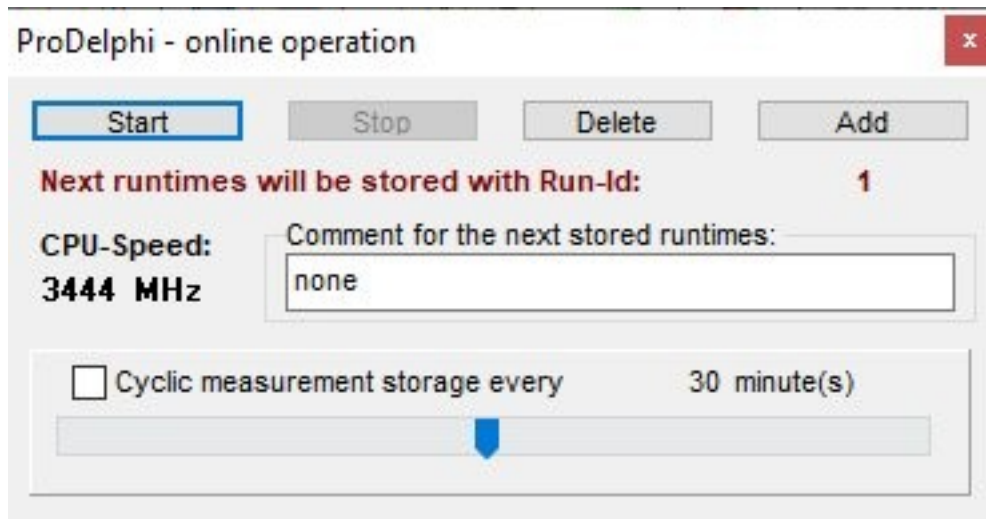 ProDelphi - online operation x
Start Stop Delete Add
Next runtimes will be stored with Run-Id: 1
Comment for the next stored runtimes:
CPU-Speed:
none
3444 MHz
Cyclic measurement storage every 30 minute(s)